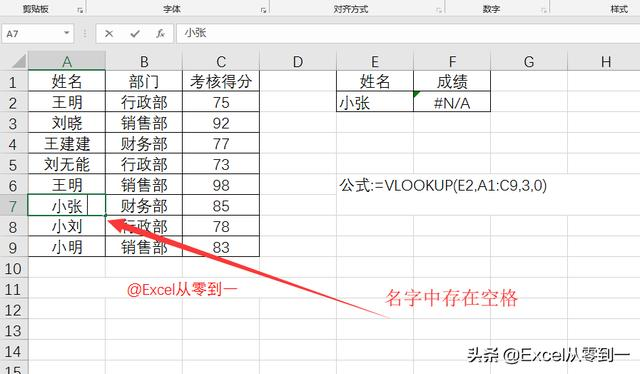 剪贴板 字体 对齐方式 数字 样式
A7 小张
A B C D E F G H
1 姓名 部门 考核得分 姓名 成绩
2 王明 行政部 75 小张 #N/A
3 刘晓 销售部 92
4 王建建 财务部 77
5 刘无能 行政部 73
6 王明 销售部 98 公式:=VLOOKUP(E2,A1:C9,3,0)
7 小张 财务部 85
8 小刘 行政部 78
9 小明 销售部 83
10
11 @Excel从零到一 名字中存在空格
12
13
14 头条 @Excel从零到一
15